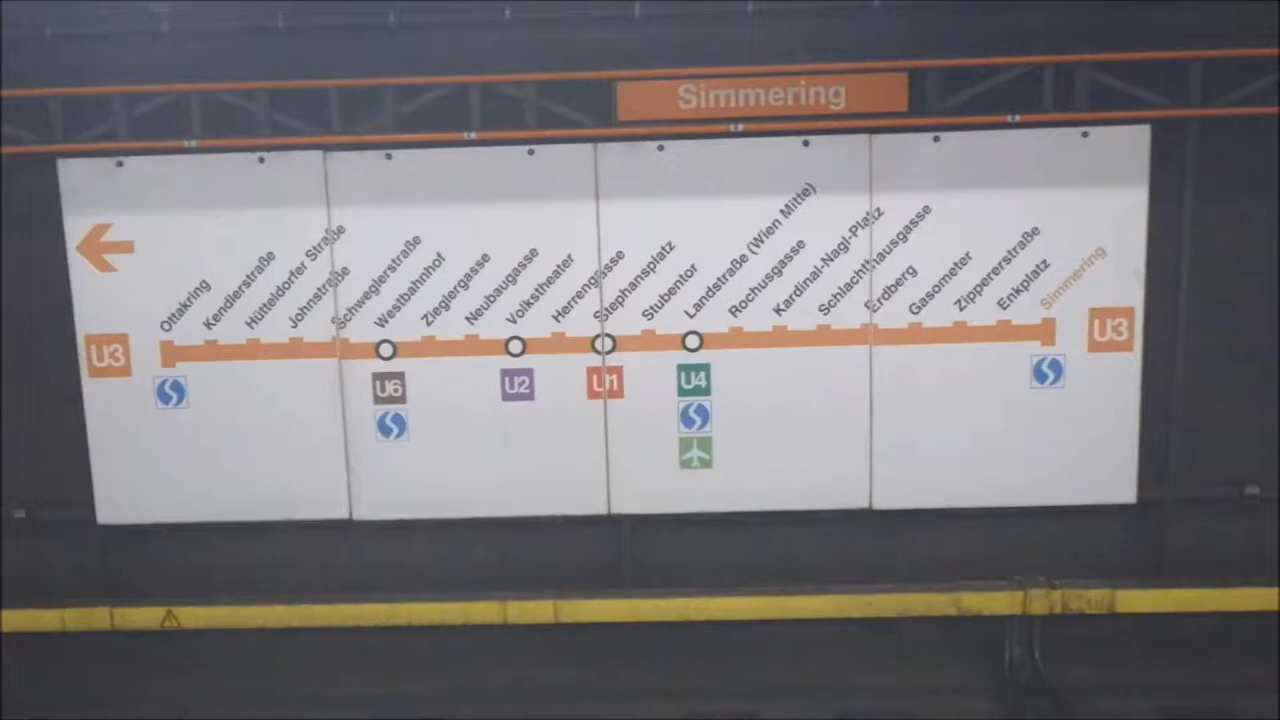 Simmering
U3
Ottakring
Kendlerstraße
Hütteldorfer Straße
Johnstraße
Schweglerstraße
Westbahnhof
Zieglergasse
Neubaugasse
Volkstheater
Herrengasse
Stephansplatz
Stubentor
Landstraße (Wien Mitte)
Rochusgasse
Kardinal-Nagl-Platz
Schlachthausgasse
Erdberg
Gasometer
Zippererstraße
Enkplatz
Simmering
U3
U6
U2
U1
U4